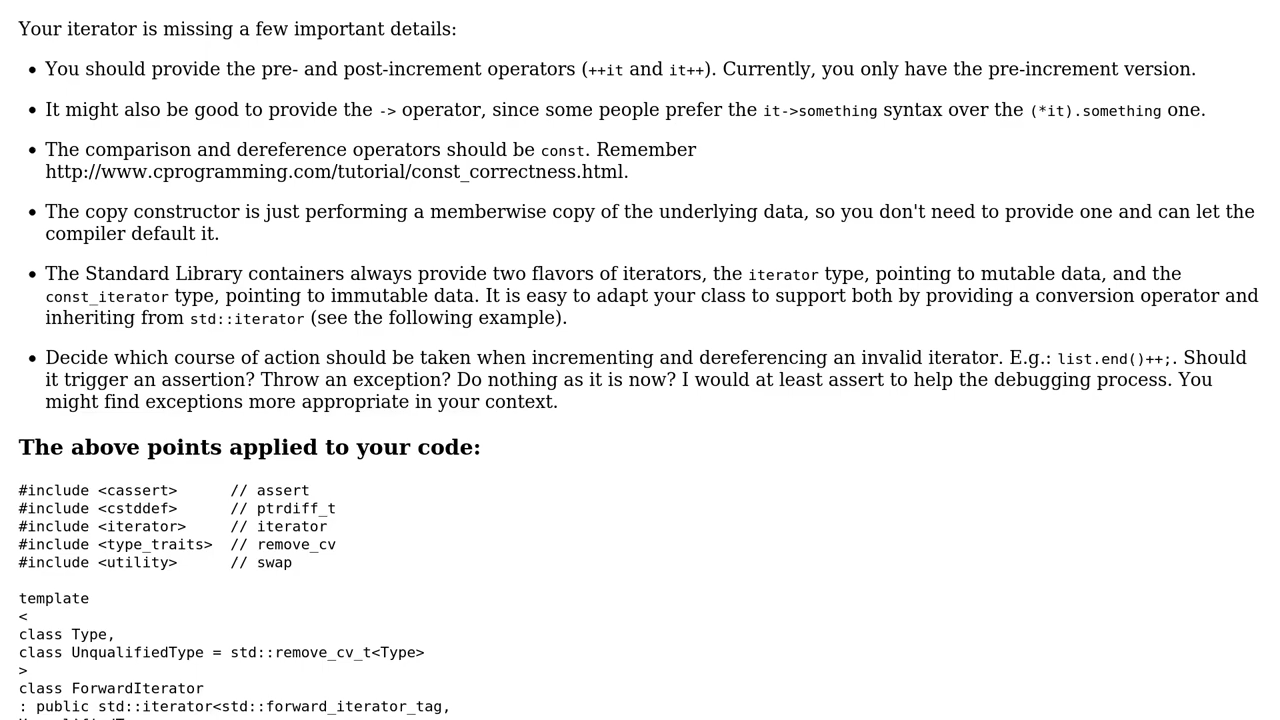 Your iterator is missing a few important details:
You should provide the pre- and post-increment operators (++it and it++). Currently, you only have the pre-increment version.
It might also be good to provide the -> operator, since some people prefer the it->something syntax over the (*it).something one.
The comparison and dereference operators should be const. Remember
http://www.cprogramming.com/tutorial/const_correctness.html.
The copy constructor is just performing a memberwise copy of the underlying data, so you don't need to provide one and can let the
compiler default it.
The Standard Library containers always provide two flavors of iterators, the iterator type, pointing to mutable data, and the
const_iterator type, pointing to immutable data. It is easy to adapt your class to support both by providing a conversion operator and
inheriting from std::iterator (see the following example).
Decide which course of action should be taken when incrementing and dereferencing an invalid iterator. E.g.: list.end()++;. Should
it trigger an assertion? Throw an exception? Do nothing as it is now? I would at least assert to help the debugging process. You
might find exceptions more appropriate in your context.
The above points applied to your code:
#include <cassert>      // assert
#include <cstddef>      // ptrdiff_t
#include <iterator>     // iterator
#include <type_traits>  // remove_cv
#include <utility>      // swap
template
<
class Type,
class UnqualifiedType = std::remove_cv_t<Type>
>
class ForwardIterator
: public std::iterator<std::forward_iterator_tag,